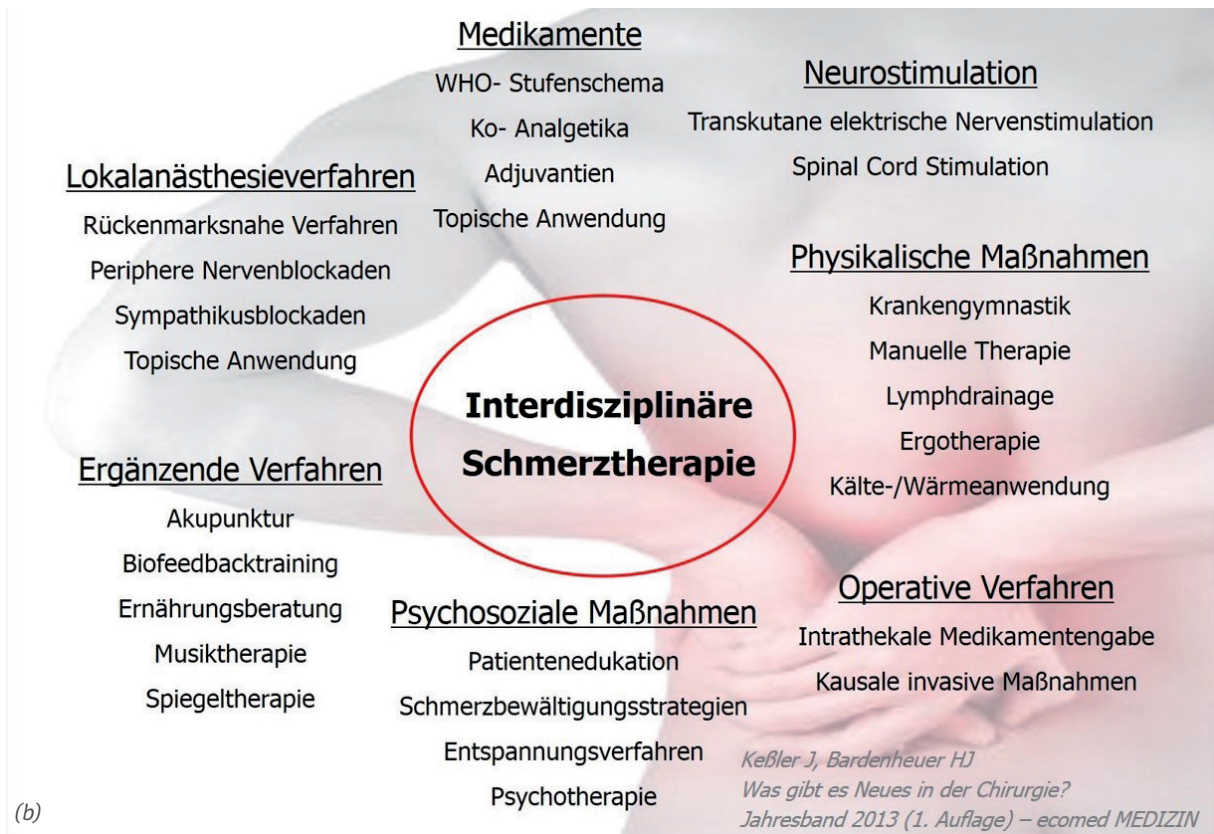 Medikamente
WHO- Stufenschema
Ko- Analgetika
Adjuvantien
Topische Anwendung
Neurostimulation
Transkutane elektrische Nervenstimulation
Spinal Cord Stimulation
Lokalanästhesieverfahren
Rückenmarksnahe Verfahren
Periphere Nervenblockaden
Sympathikusblockaden
Topische Anwendung
Physikalische Maßnahmen
Krankengymnastik
Manuelle Therapie
Lymphdrainage
Ergotherapie
Kälte-/Wärmeanwendung
Interdisziplinäre
Schmerztherapie
Ergänzende Verfahren
Akupunktur
Biofeedbacktraining
Ernährungsberatung
Musiktherapie
Spiegeltherapie
Psychosoziale Maßnahmen
Patientenedukation
Schmerzbewältigungsstrategien
Entspannungsverfahren
Psychotherapie
Operative Verfahren
Intrathekale Medikamentengabe
Kausale invasive Maßnahmen
Keßler J, Bardenheuer HJ
Was gibt es Neues in der Chirurgie?
Jahresband 2013 (1. Auflage) – ecomed MEDIZIN
(b)